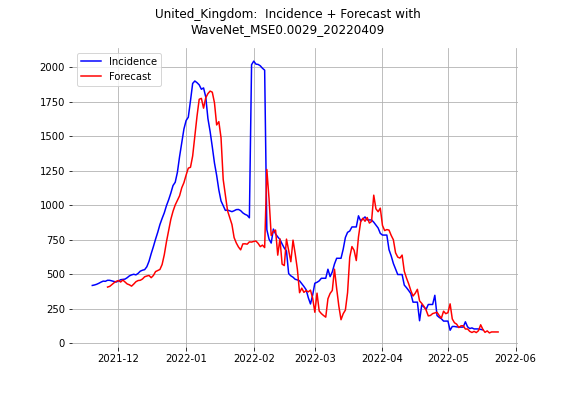 United_Kingdom:  Incidence + Forecast with
WaveNet_MSE0.0029_20220409
Incidence
Forecast
2000
1750
1500
1250
1000
750
500
250
0
2021-12 2022-01 2022-02 2022-03 2022-04 2022-05 2022-06